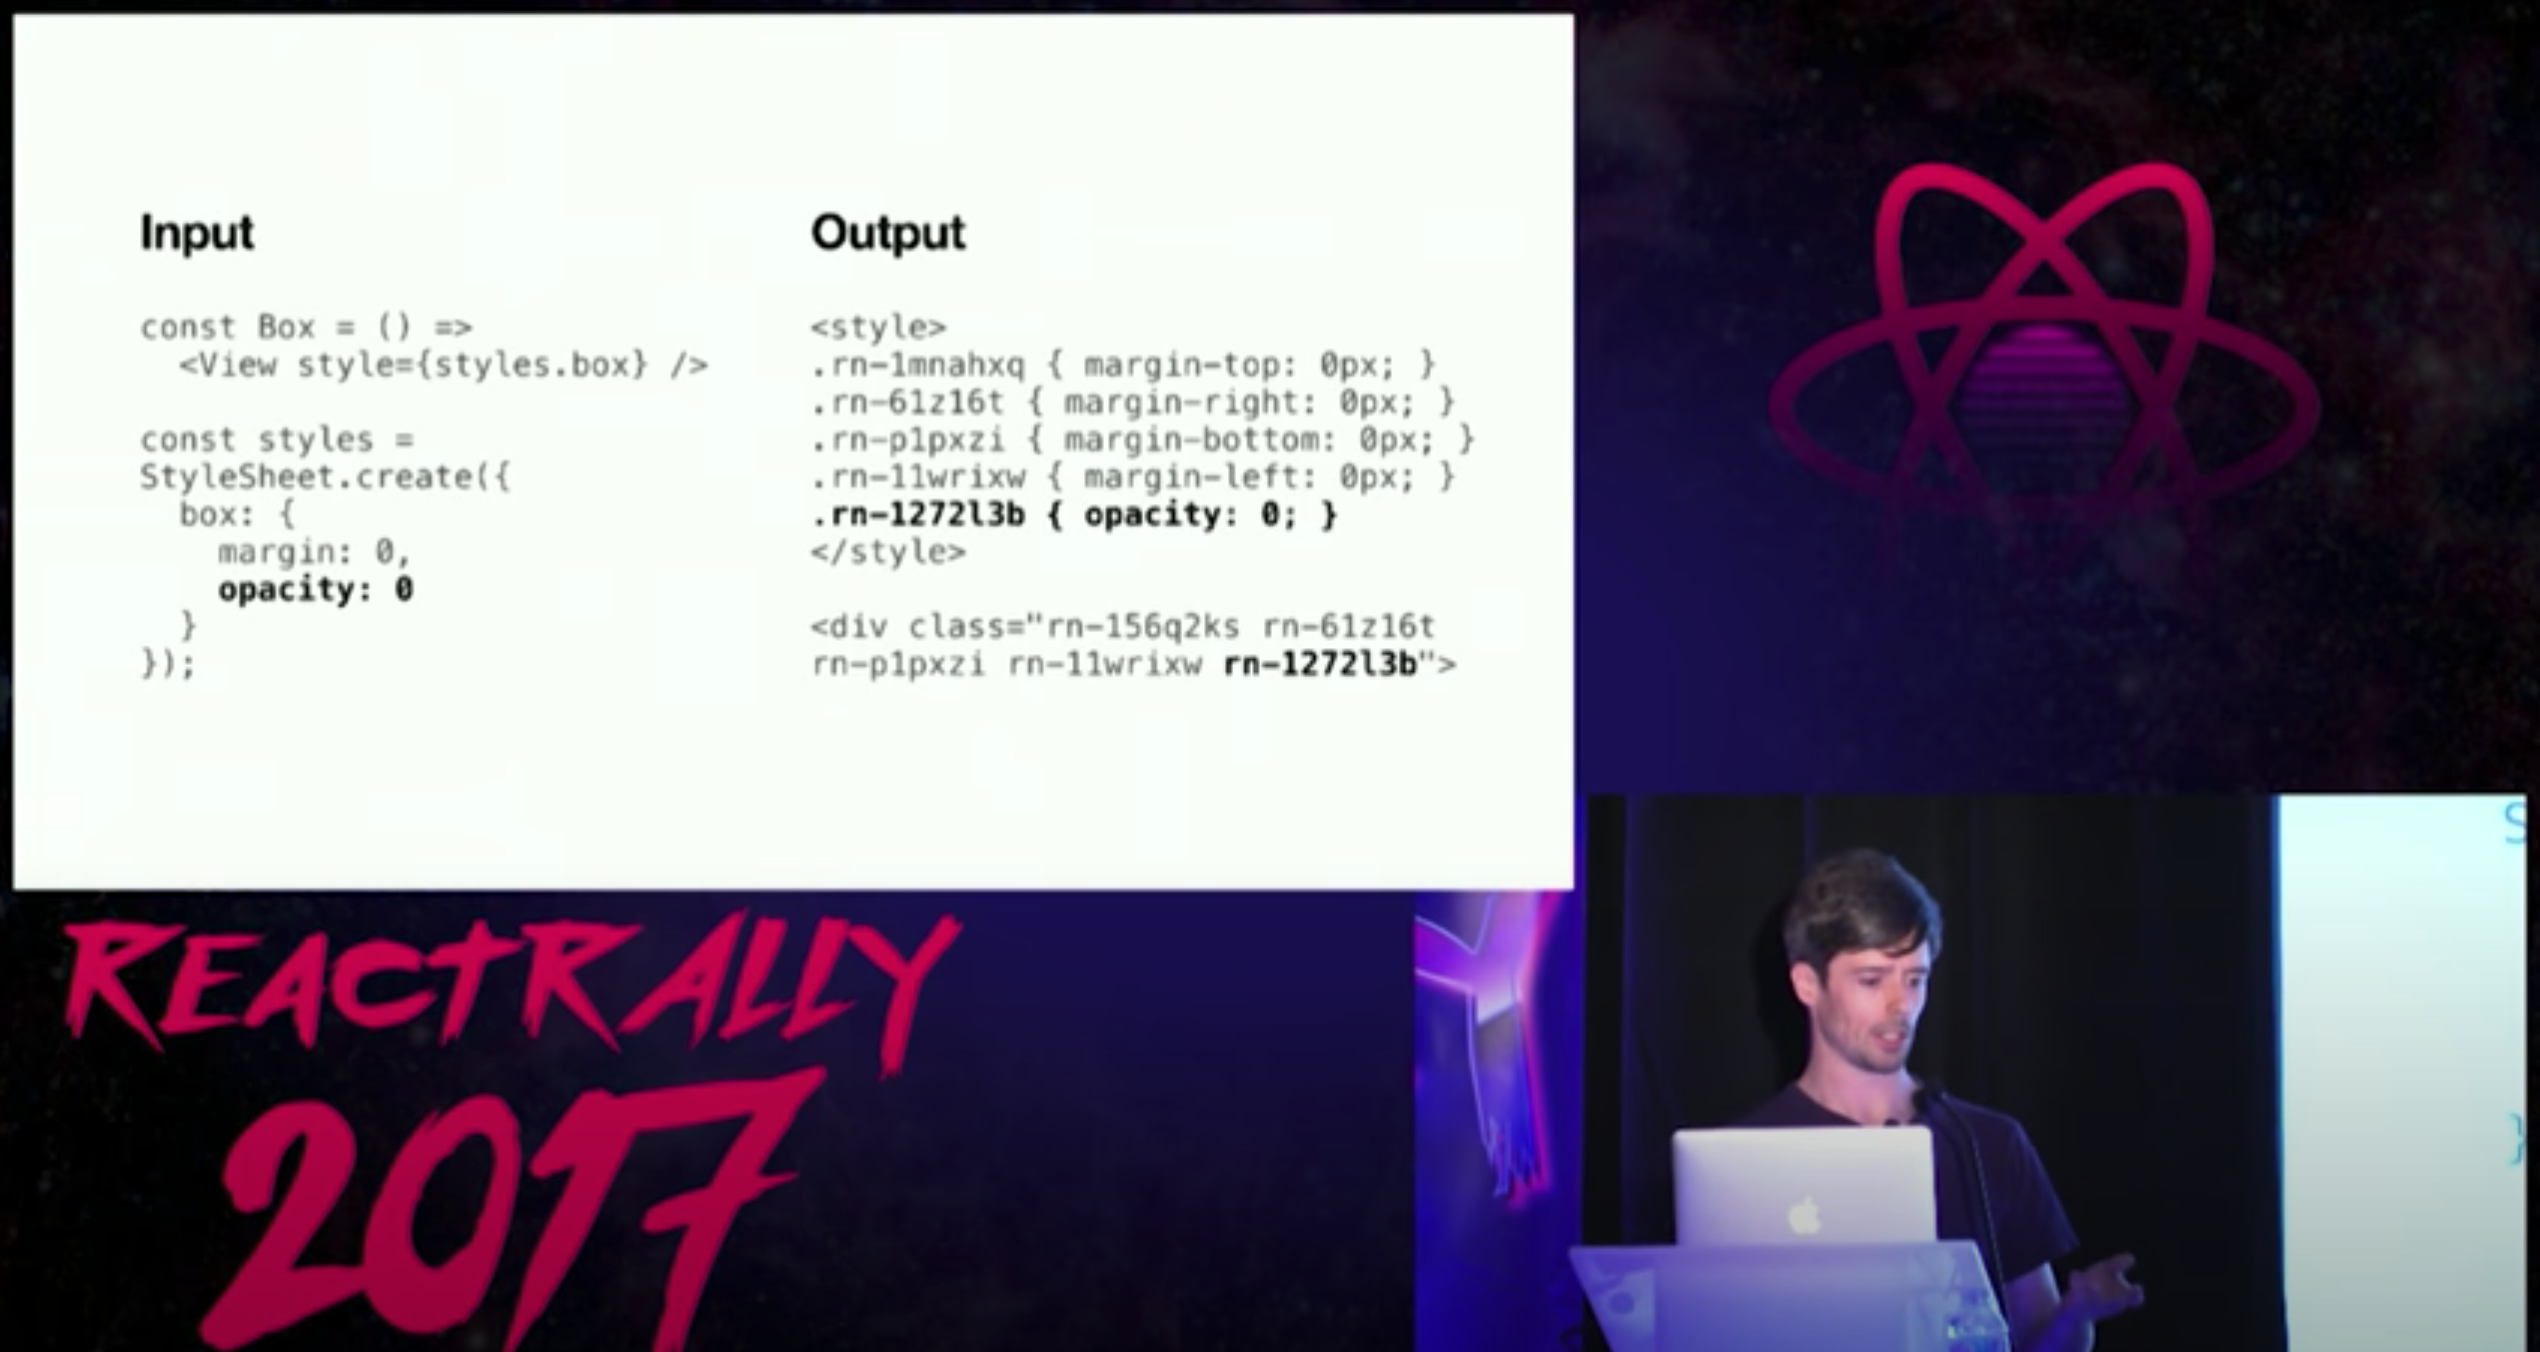 Input
const Box = () =>
  <View style={styles.box} />

const styles =
StyleSheet.create({
  box: {
    margin: 0,
    opacity: 0
  }
});
Output
<style>
.rn-1mnahxq { margin-top: 0px; }
.rn-61z16t { margin-right: 0px; }
.rn-p1pxzi { margin-bottom: 0px; }
.rn-11wrixw { margin-left: 0px; }
.rn-1272l3b { opacity: 0; }
</style>

<div class="rn-156q2ks rn-61z16t
rn-p1pxzi rn-11wrixw rn-1272l3b">
REACTRALLY
2017
S
}